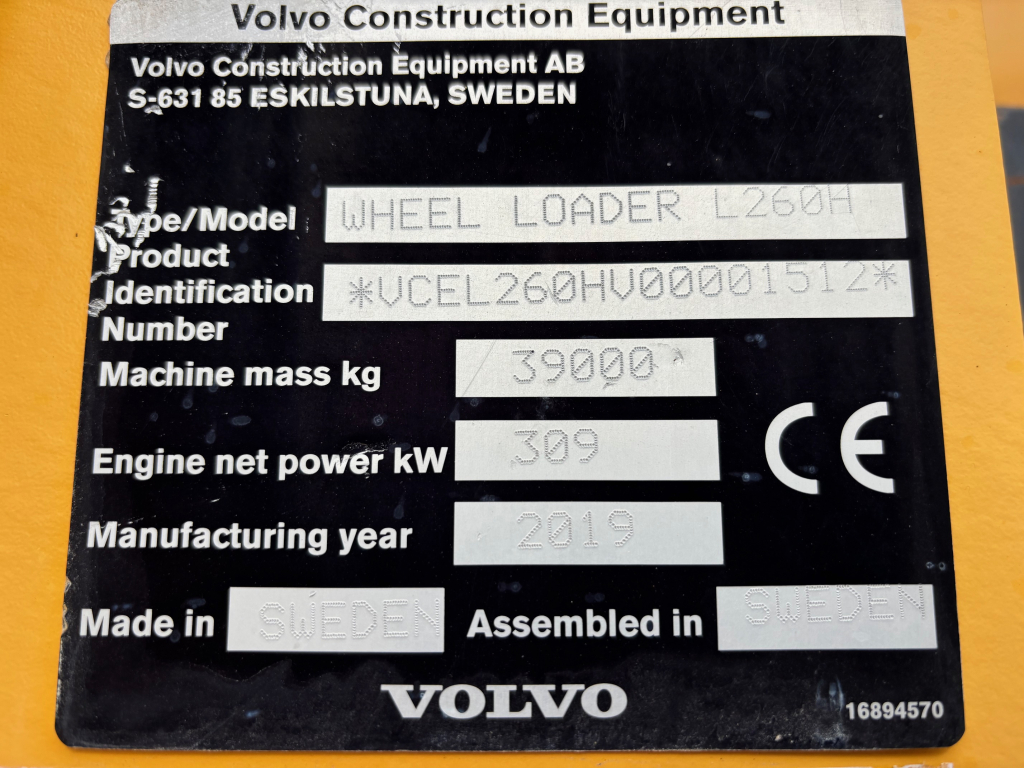 Volvo Construction Equipment
Volvo Construction Equipment AB
S-631 85 ESKILSTUNA, SWEDEN
Type/Model WHEEL LOADER L260H
Product
Identification *VCEL260HV00001512*
Number
Machine mass kg 39000
Engine net power kW 309
CE
Manufacturing year 2019
Made in SWEDEN Assembled in SWEDEN
VOLVO
16894570